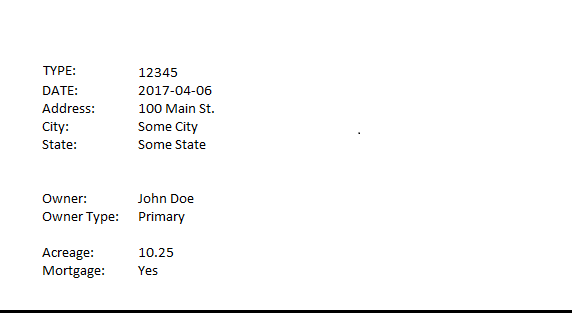 TYPE: 12345
DATE: 2017-04-06
Address: 100 Main St.
City: Some City
State: Some State
Owner: John Doe
Owner Type: Primary
Acreage: 10.25
Mortgage: Yes